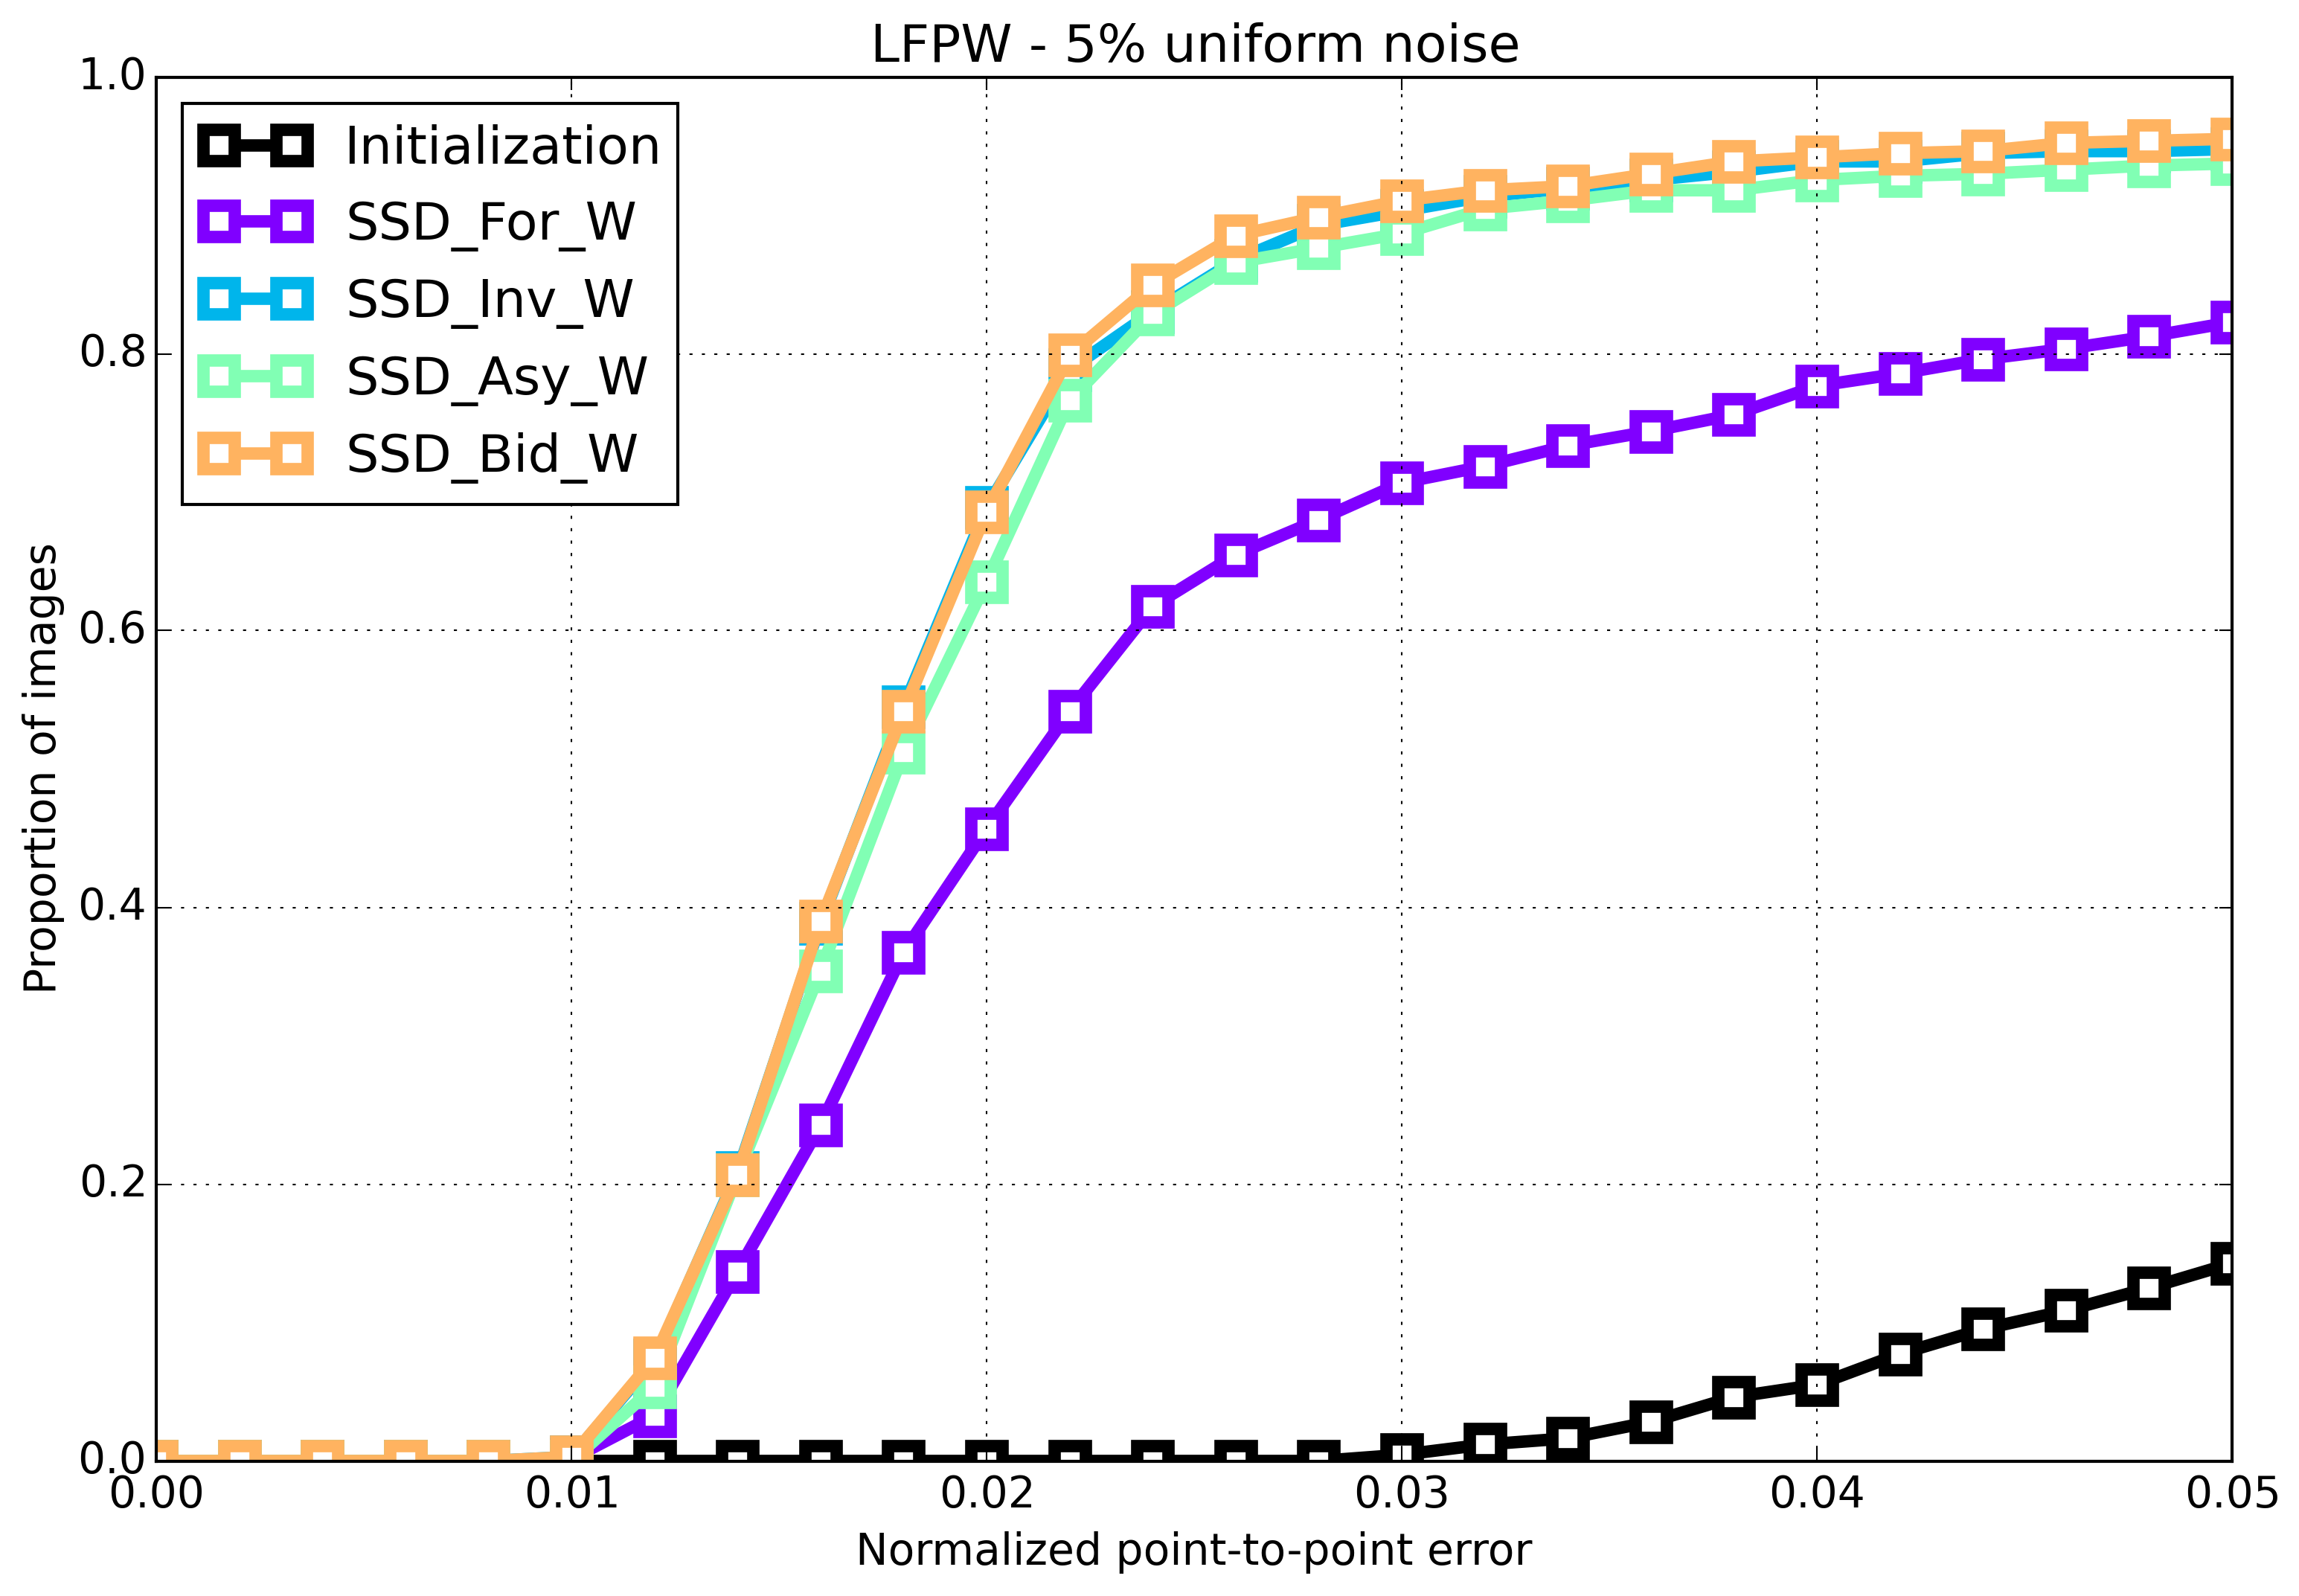 LFPW - 5% uniform noise
1.0
0.8
0.6
0.4
0.2
0.0
Proportion of images
Initialization
SSD_For_W
SSD_Inv_W
SSD_Asy_W
SSD_Bid_W
0.00 0.01 0.02 0.03 0.04 0.05
Normalized point-to-point error